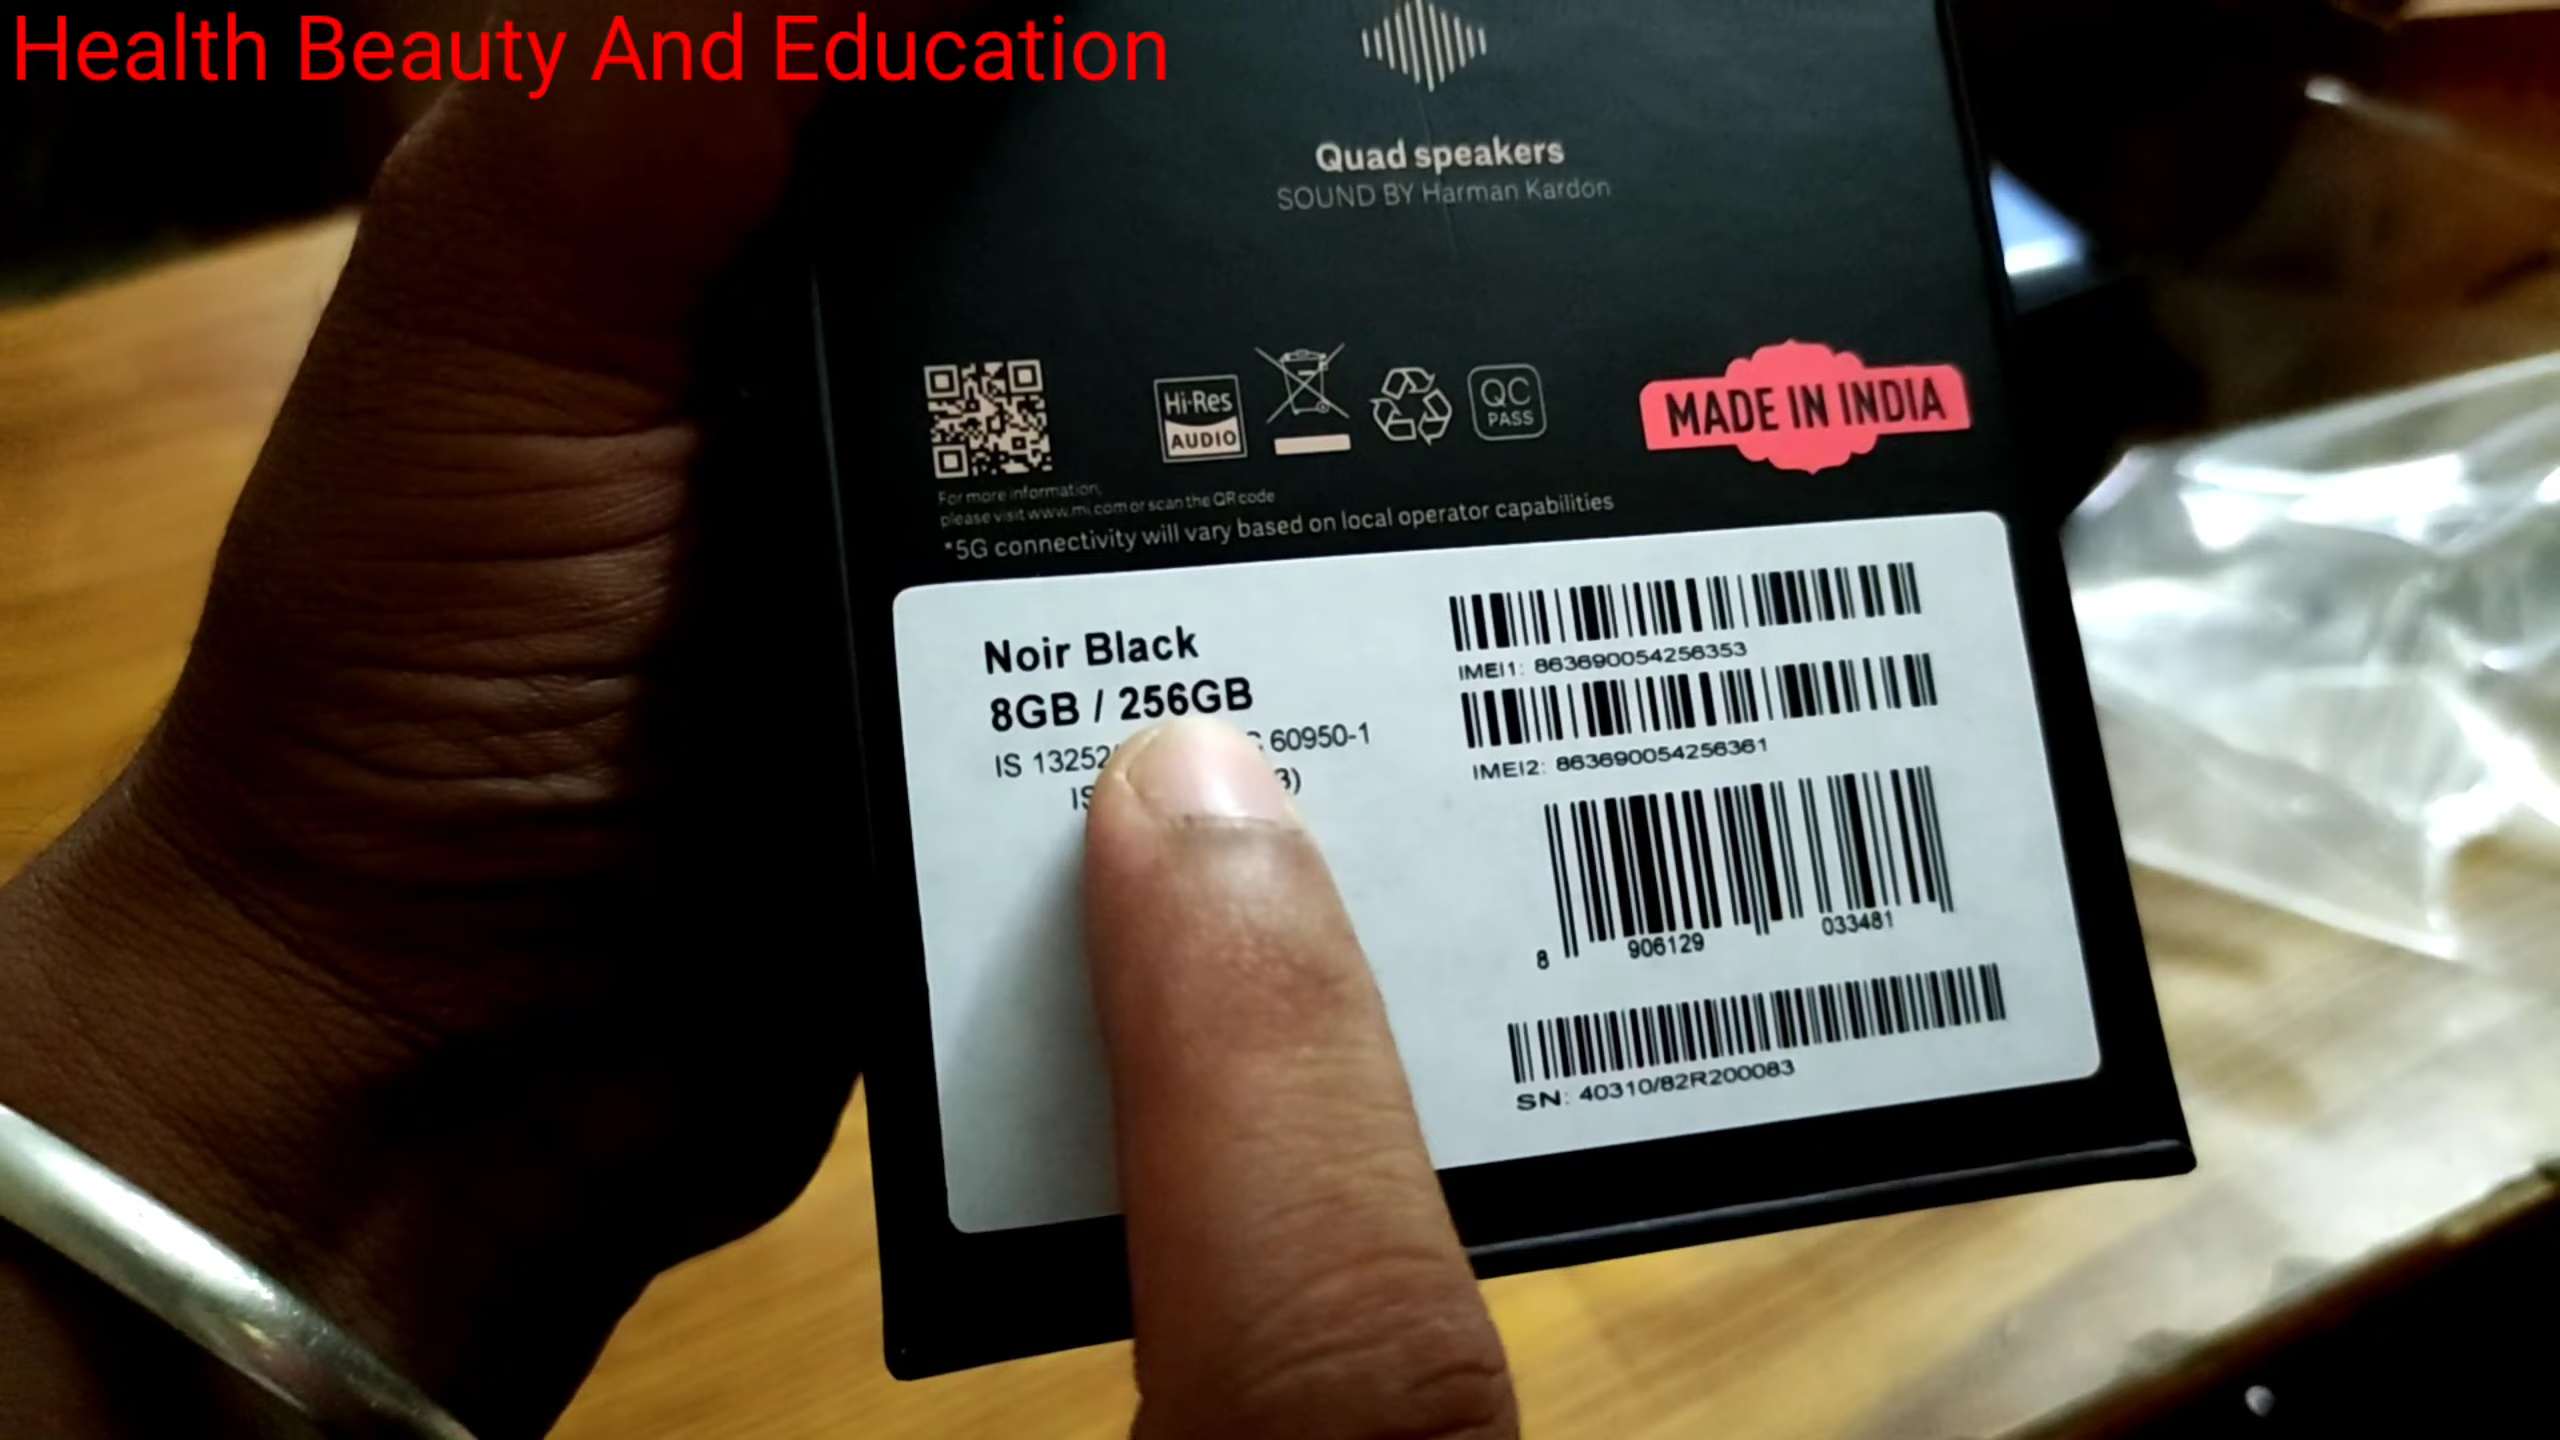 Health Beauty And Education
Quad speakers
SOUND BY Harman Kardon
Hi-Res
AUDIO
QC
PASS
MADE IN INDIA
For more information,
please visit www.mi.com or scan the QR code
*5G connectivity will vary based on local operator capabilities
Noir Black
8GB / 256GB
IS 13252
60950-1
IS
3)
IMEI1: 863690054256353
IMEI2: 863690054256361
8 906129 033481
SN: 40310/82R200083